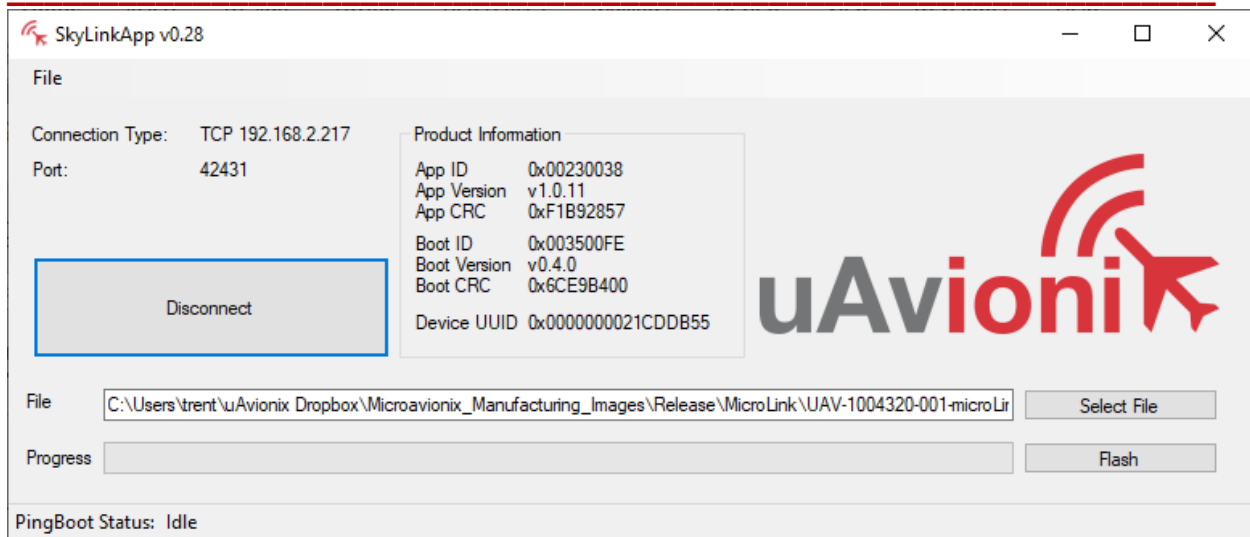 SkyLinkApp v0.28
File
Connection Type: TCP 192.168.2.217
Port: 42431
Disconnect
Product Information
App ID 0x00230038
App Version v1.0.11
App CRC 0xF1B92857
Boot ID 0x003500FE
Boot Version v0.4.0
Boot CRC 0x6CE9B400
Device UUID 0x0000000021CDDB55
uAvioni
File C:\Users\trent\uAvionix Dropbox\Microavionix_Manufacturing_Images\Release\MicroLink\UAV-1004320-001-microLin Select File
Progress Flash
PingBoot Status: Idle